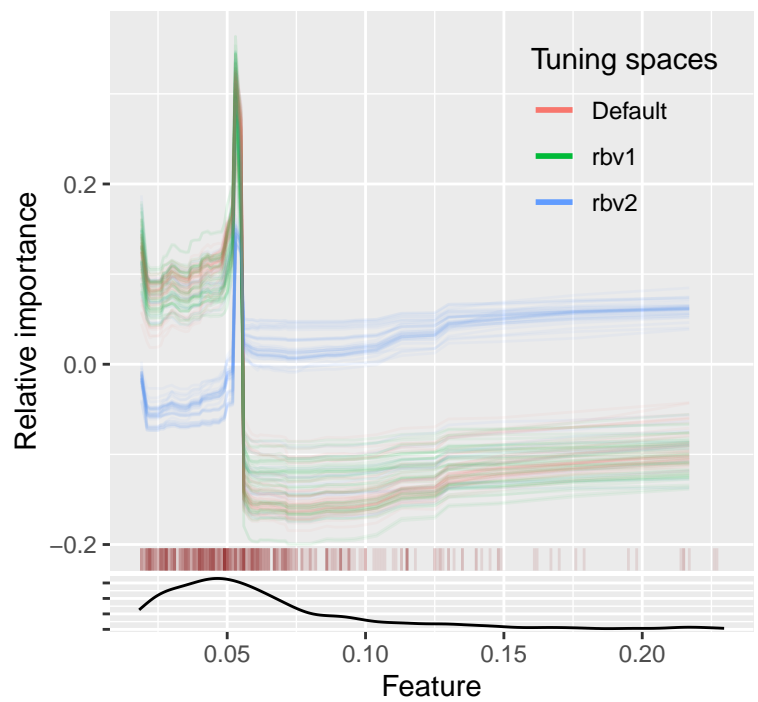 Tuning spaces
Default
rbv1
rbv2
Relative importance
0.2
0.0
−0.2
0.05
0.10
0.15
0.20
Feature